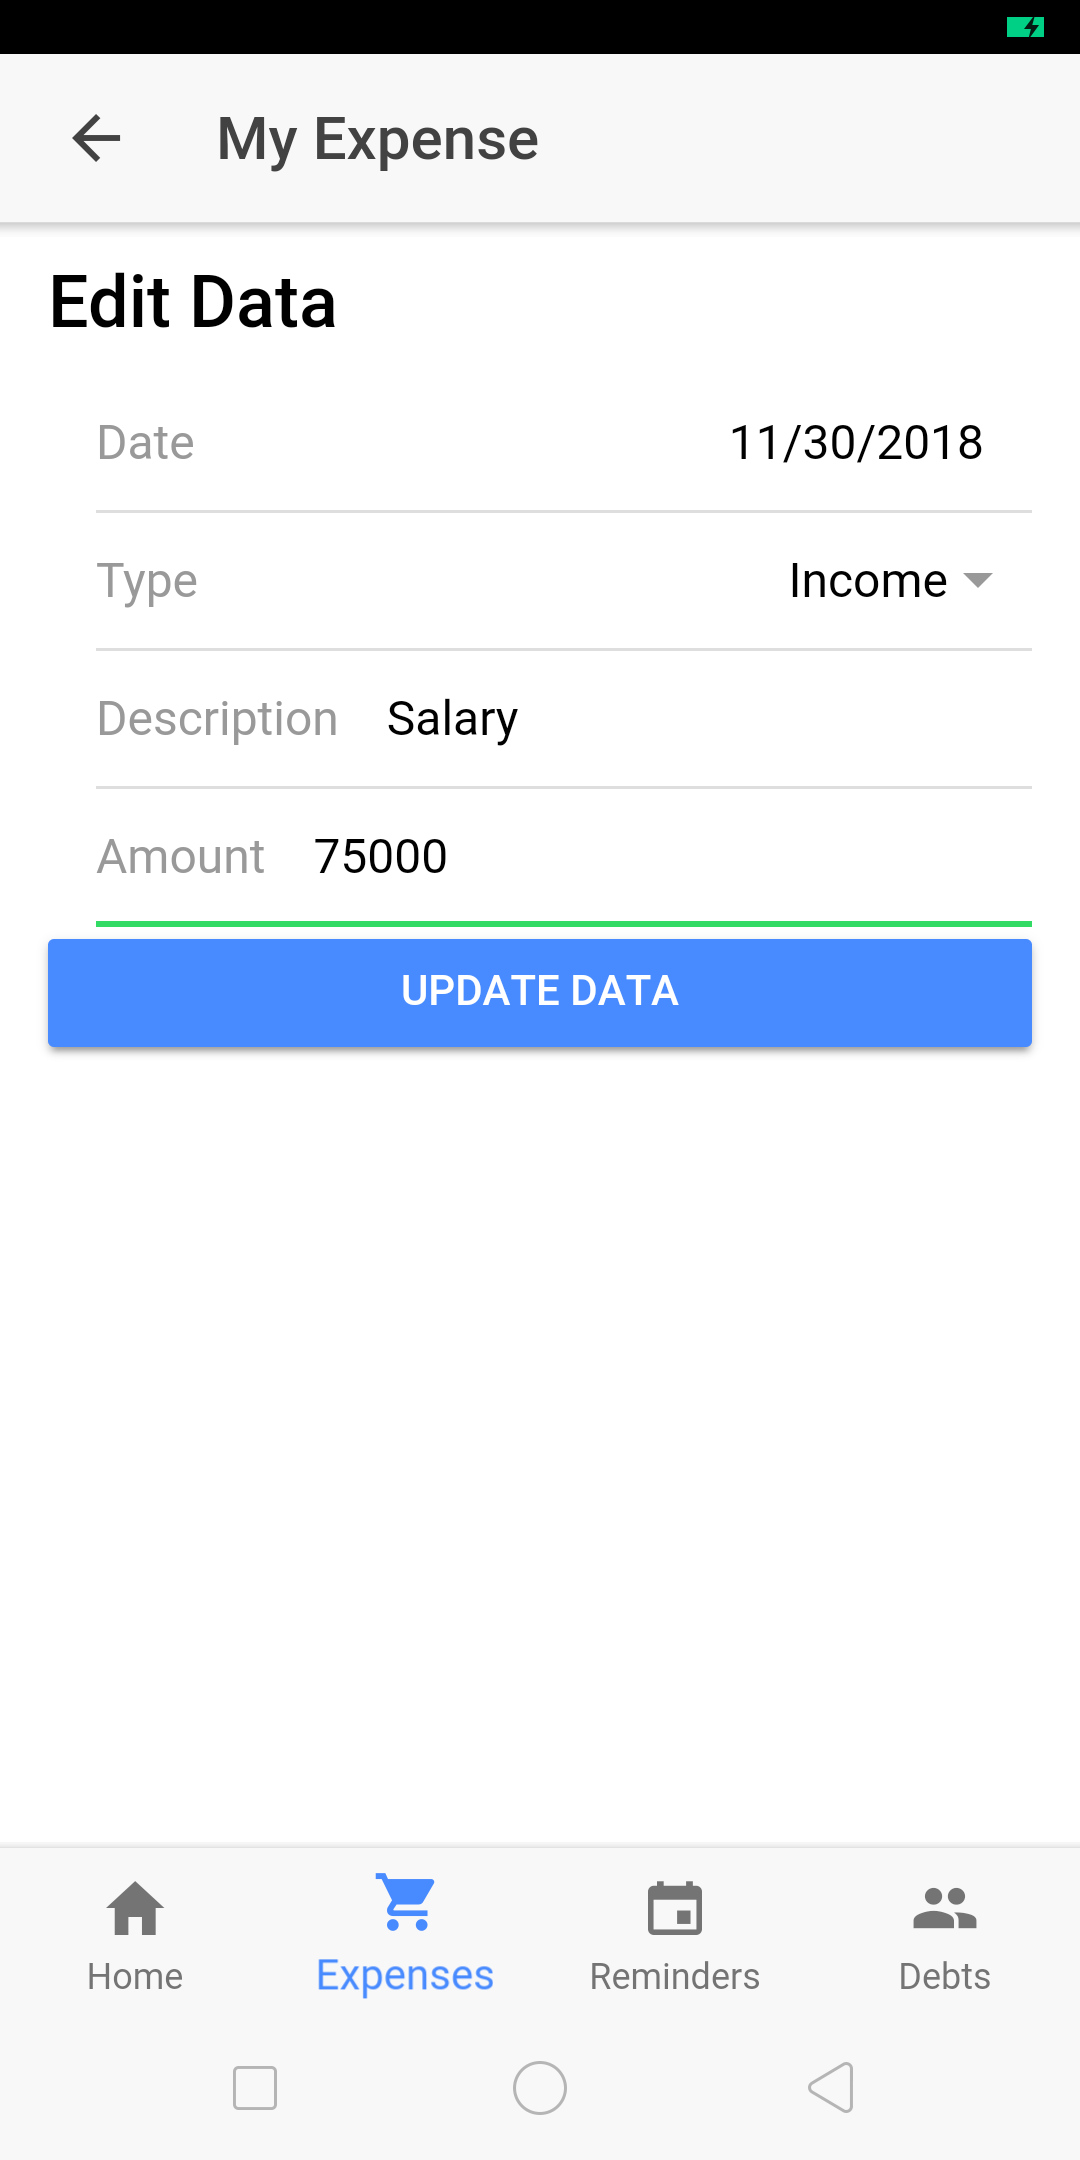 My Expense
Edit Data
Date 11/30/2018
Type Income
Description Salary
Amount 75000
UPDATE DATA
Home Expenses Reminders Debts